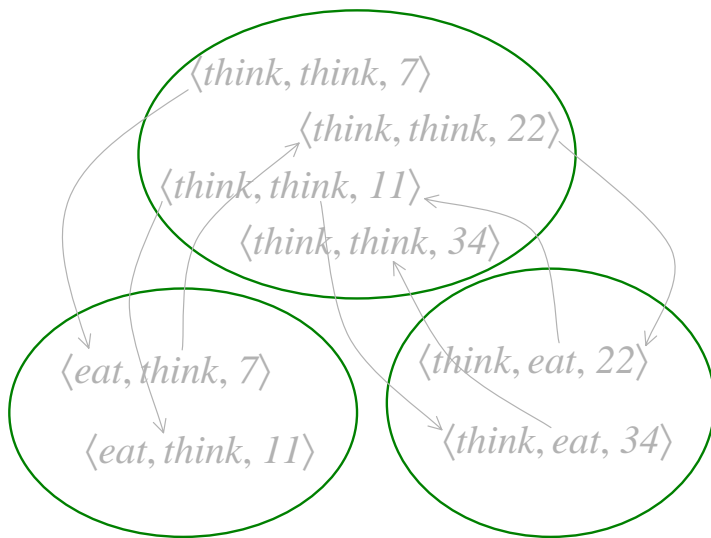 ⟨think, think, 7⟩
⟨think, think, 22⟩
⟨think, think, 11⟩
⟨think, think, 34⟩
⟨eat, think, 7⟩
⟨eat, think, 11⟩
⟨think, eat, 22⟩
⟨think, eat, 34⟩